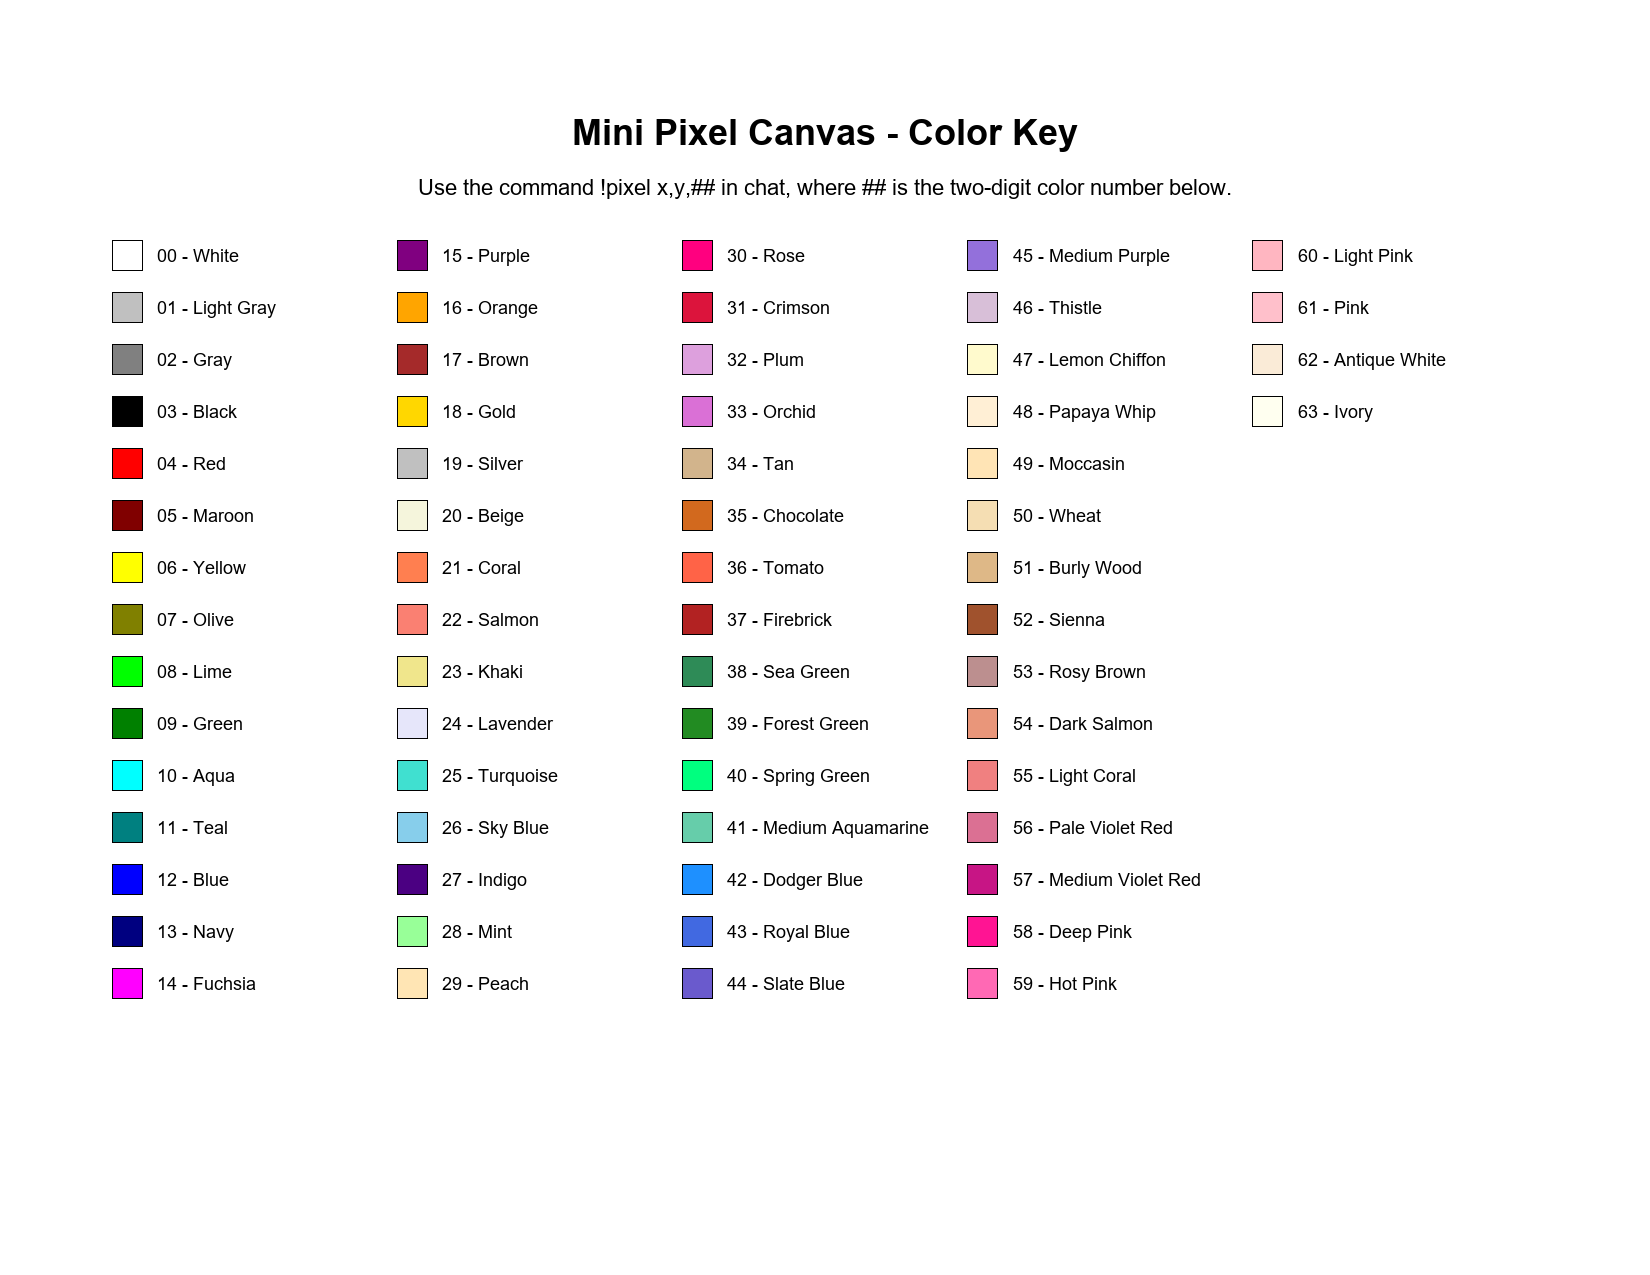 Mini Pixel Canvas - Color Key
Use the command !pixel x,y,## in chat, where ## is the two-digit color number below.
00 - White
01 - Light Gray
02 - Gray
03 - Black
04 - Red
05 - Maroon
06 - Yellow
07 - Olive
08 - Lime
09 - Green
10 - Aqua
11 - Teal
12 - Blue
13 - Navy
14 - Fuchsia
15 - Purple
16 - Orange
17 - Brown
18 - Gold
19 - Silver
20 - Beige
21 - Coral
22 - Salmon
23 - Khaki
24 - Lavender
25 - Turquoise
26 - Sky Blue
27 - Indigo
28 - Mint
29 - Peach
30 - Rose
31 - Crimson
32 - Plum
33 - Orchid
34 - Tan
35 - Chocolate
36 - Tomato
37 - Firebrick
38 - Sea Green
39 - Forest Green
40 - Spring Green
41 - Medium Aquamarine
42 - Dodger Blue
43 - Royal Blue
44 - Slate Blue
45 - Medium Purple
46 - Thistle
47 - Lemon Chiffon
48 - Papaya Whip
49 - Moccasin
50 - Wheat
51 - Burly Wood
52 - Sienna
53 - Rosy Brown
54 - Dark Salmon
55 - Light Coral
56 - Pale Violet Red
57 - Medium Violet Red
58 - Deep Pink
59 - Hot Pink
60 - Light Pink
61 - Pink
62 - Antique White
63 - Ivory